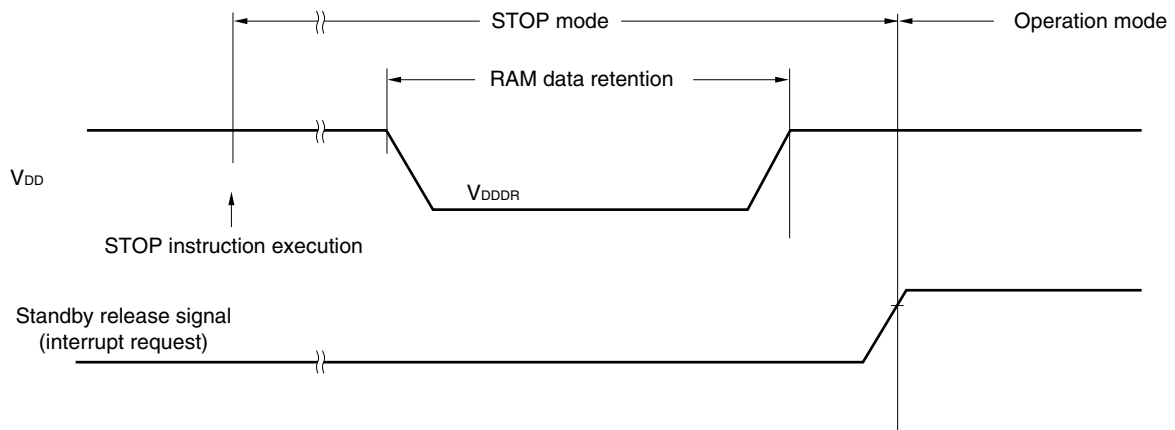 STOP mode
Operation mode
RAM data retention
VDD
VDDDR
STOP instruction execution
Standby release signal
(interrupt request)